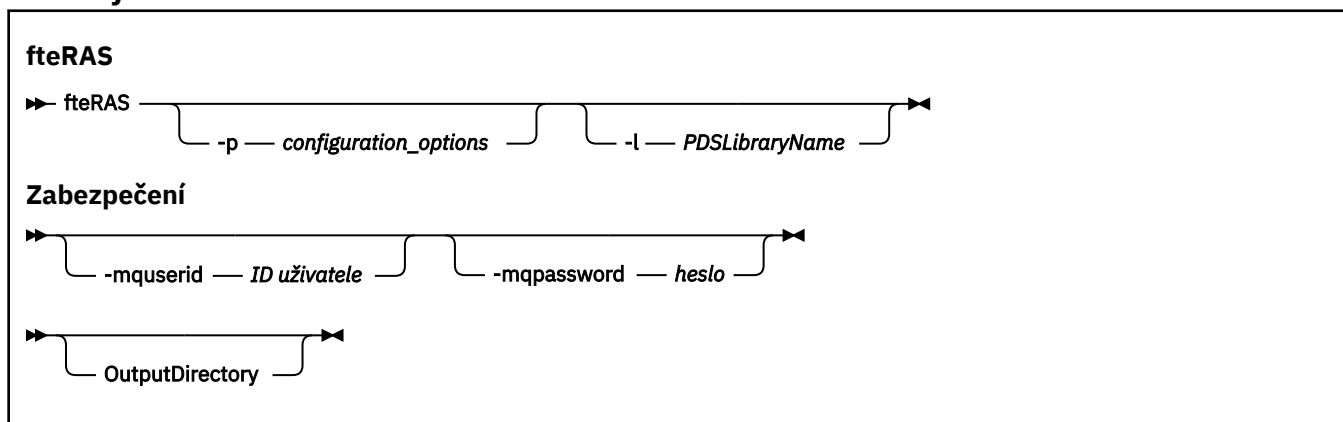 fteRAS
fteRAS
-p configuration_options -l PDSLibraryName
Zabezpečení
-mquserid ID uživatele -mqpassword heslo
OutputDirectory